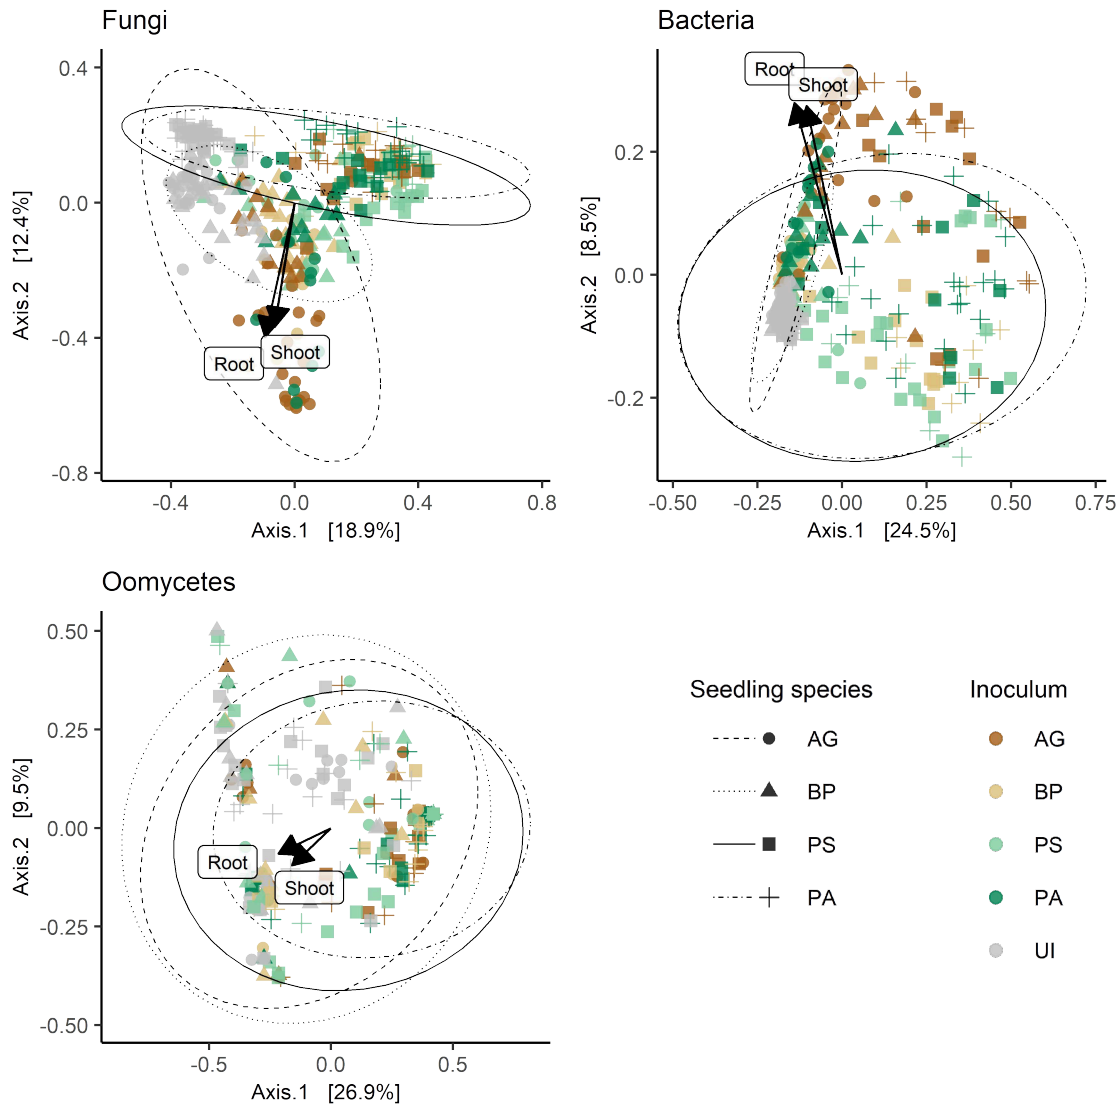 Fungi
Bacteria
0.4
0.0
-0.4
-0.8
Axis.2 [12.4%]
Root
Shoot
-0.4
0.0
0.4
0.8
Axis.1 [18.9%]
0.2
0.0
-0.2
Axis.2 [8.5%]
Root
Shoot
-0.50
-0.25
0.00
0.25
0.50
0.75
Axis.1 [24.5%]
Oomycetes
0.50
0.25
0.00
-0.25
-0.50
Axis.2 [9.5%]
Root
Shoot
-0.5
0.0
0.5
Axis.1 [26.9%]
Seedling species
AG
BP
PS
PA
Inoculum
AG
BP
PS
PA
UI